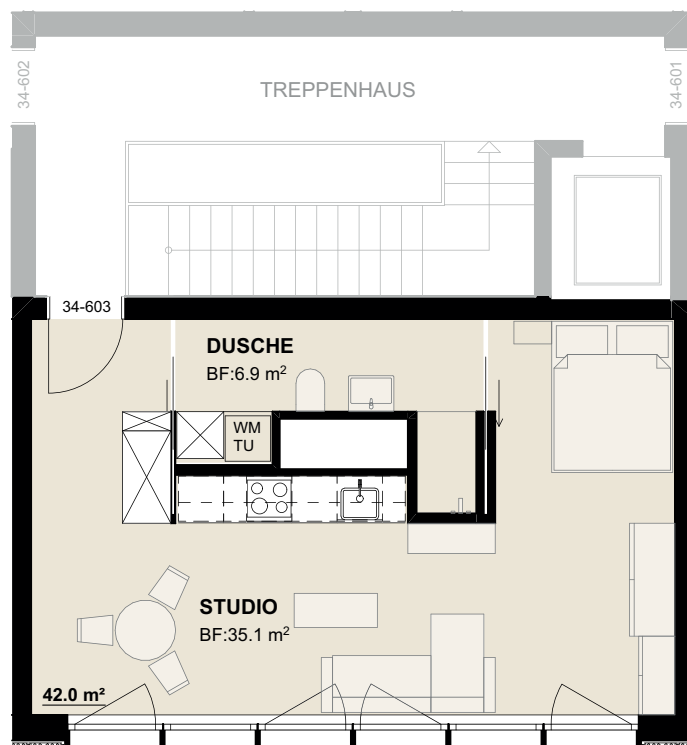 34-602
TREPPENHAUS
34-601
34-603
DUSCHE
BF:6.9 m²
WM
TU
STUDIO
BF:35.1 m²
42.0 m²